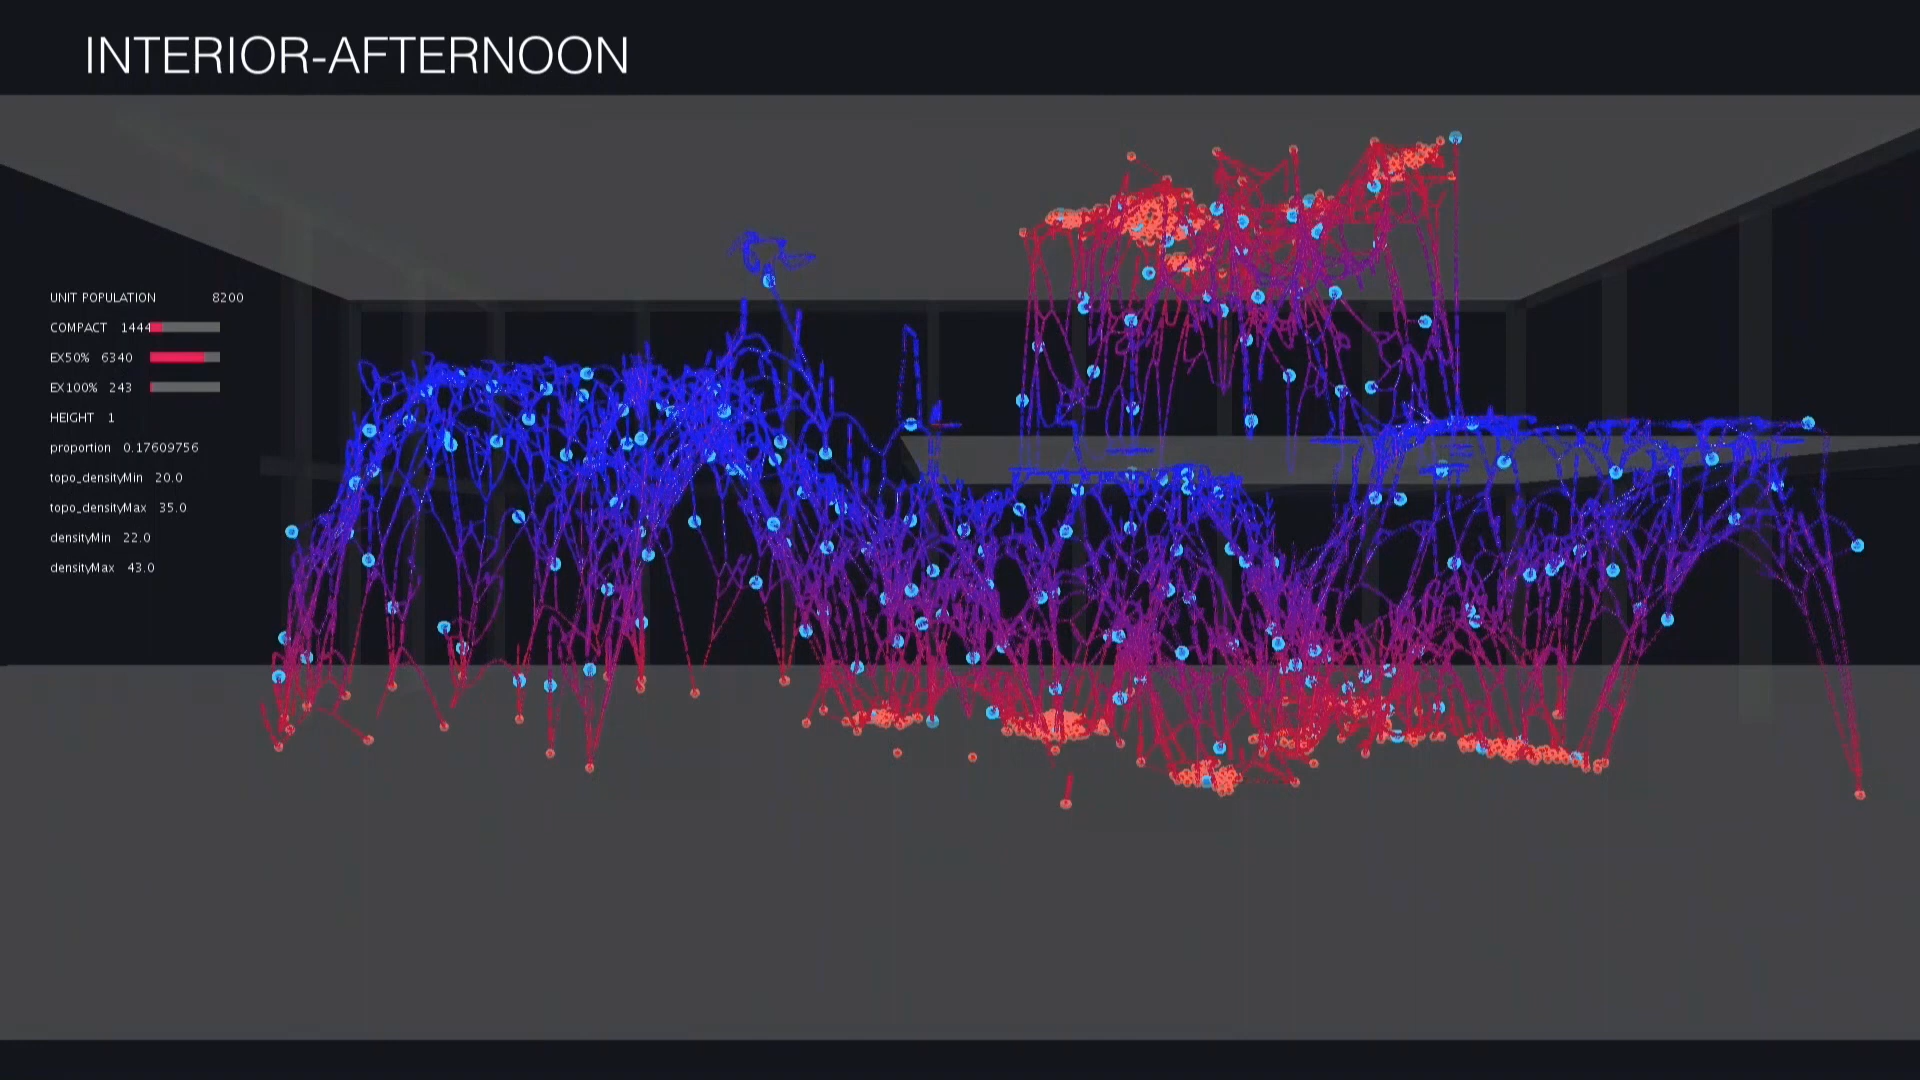 INTERIOR-AFTERNOON
UNIT POPULATION 8200
COMPACT 1444
EX50% 6340
EX100% 243
HEIGHT 1
proportion 0.17609756
topo_densityMin 20.0
topo_densityMax 35.0
densityMin 22.0
densityMax 43.0